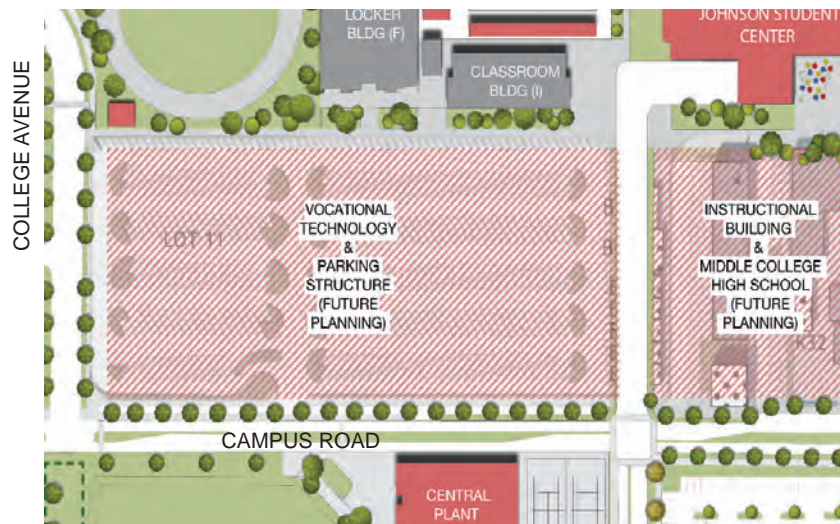 LOCKER
BLDG (F)
JOHNSON STUDENT
CENTER
CLASSROOM
BLDG (I)
COLLEGE AVENUE
LOT 11
VOCATIONAL
TECHNOLOGY
&
PARKING
STRUCTURE
(FUTURE
PLANNING)
B
B
INSTRUCTIONAL
BUILDING
&
MIDDLE COLLEGE
HIGH SCHOOL
(FUTURE
PLANNING)
K32
CAMPUS ROAD
CENTRAL
PLANT